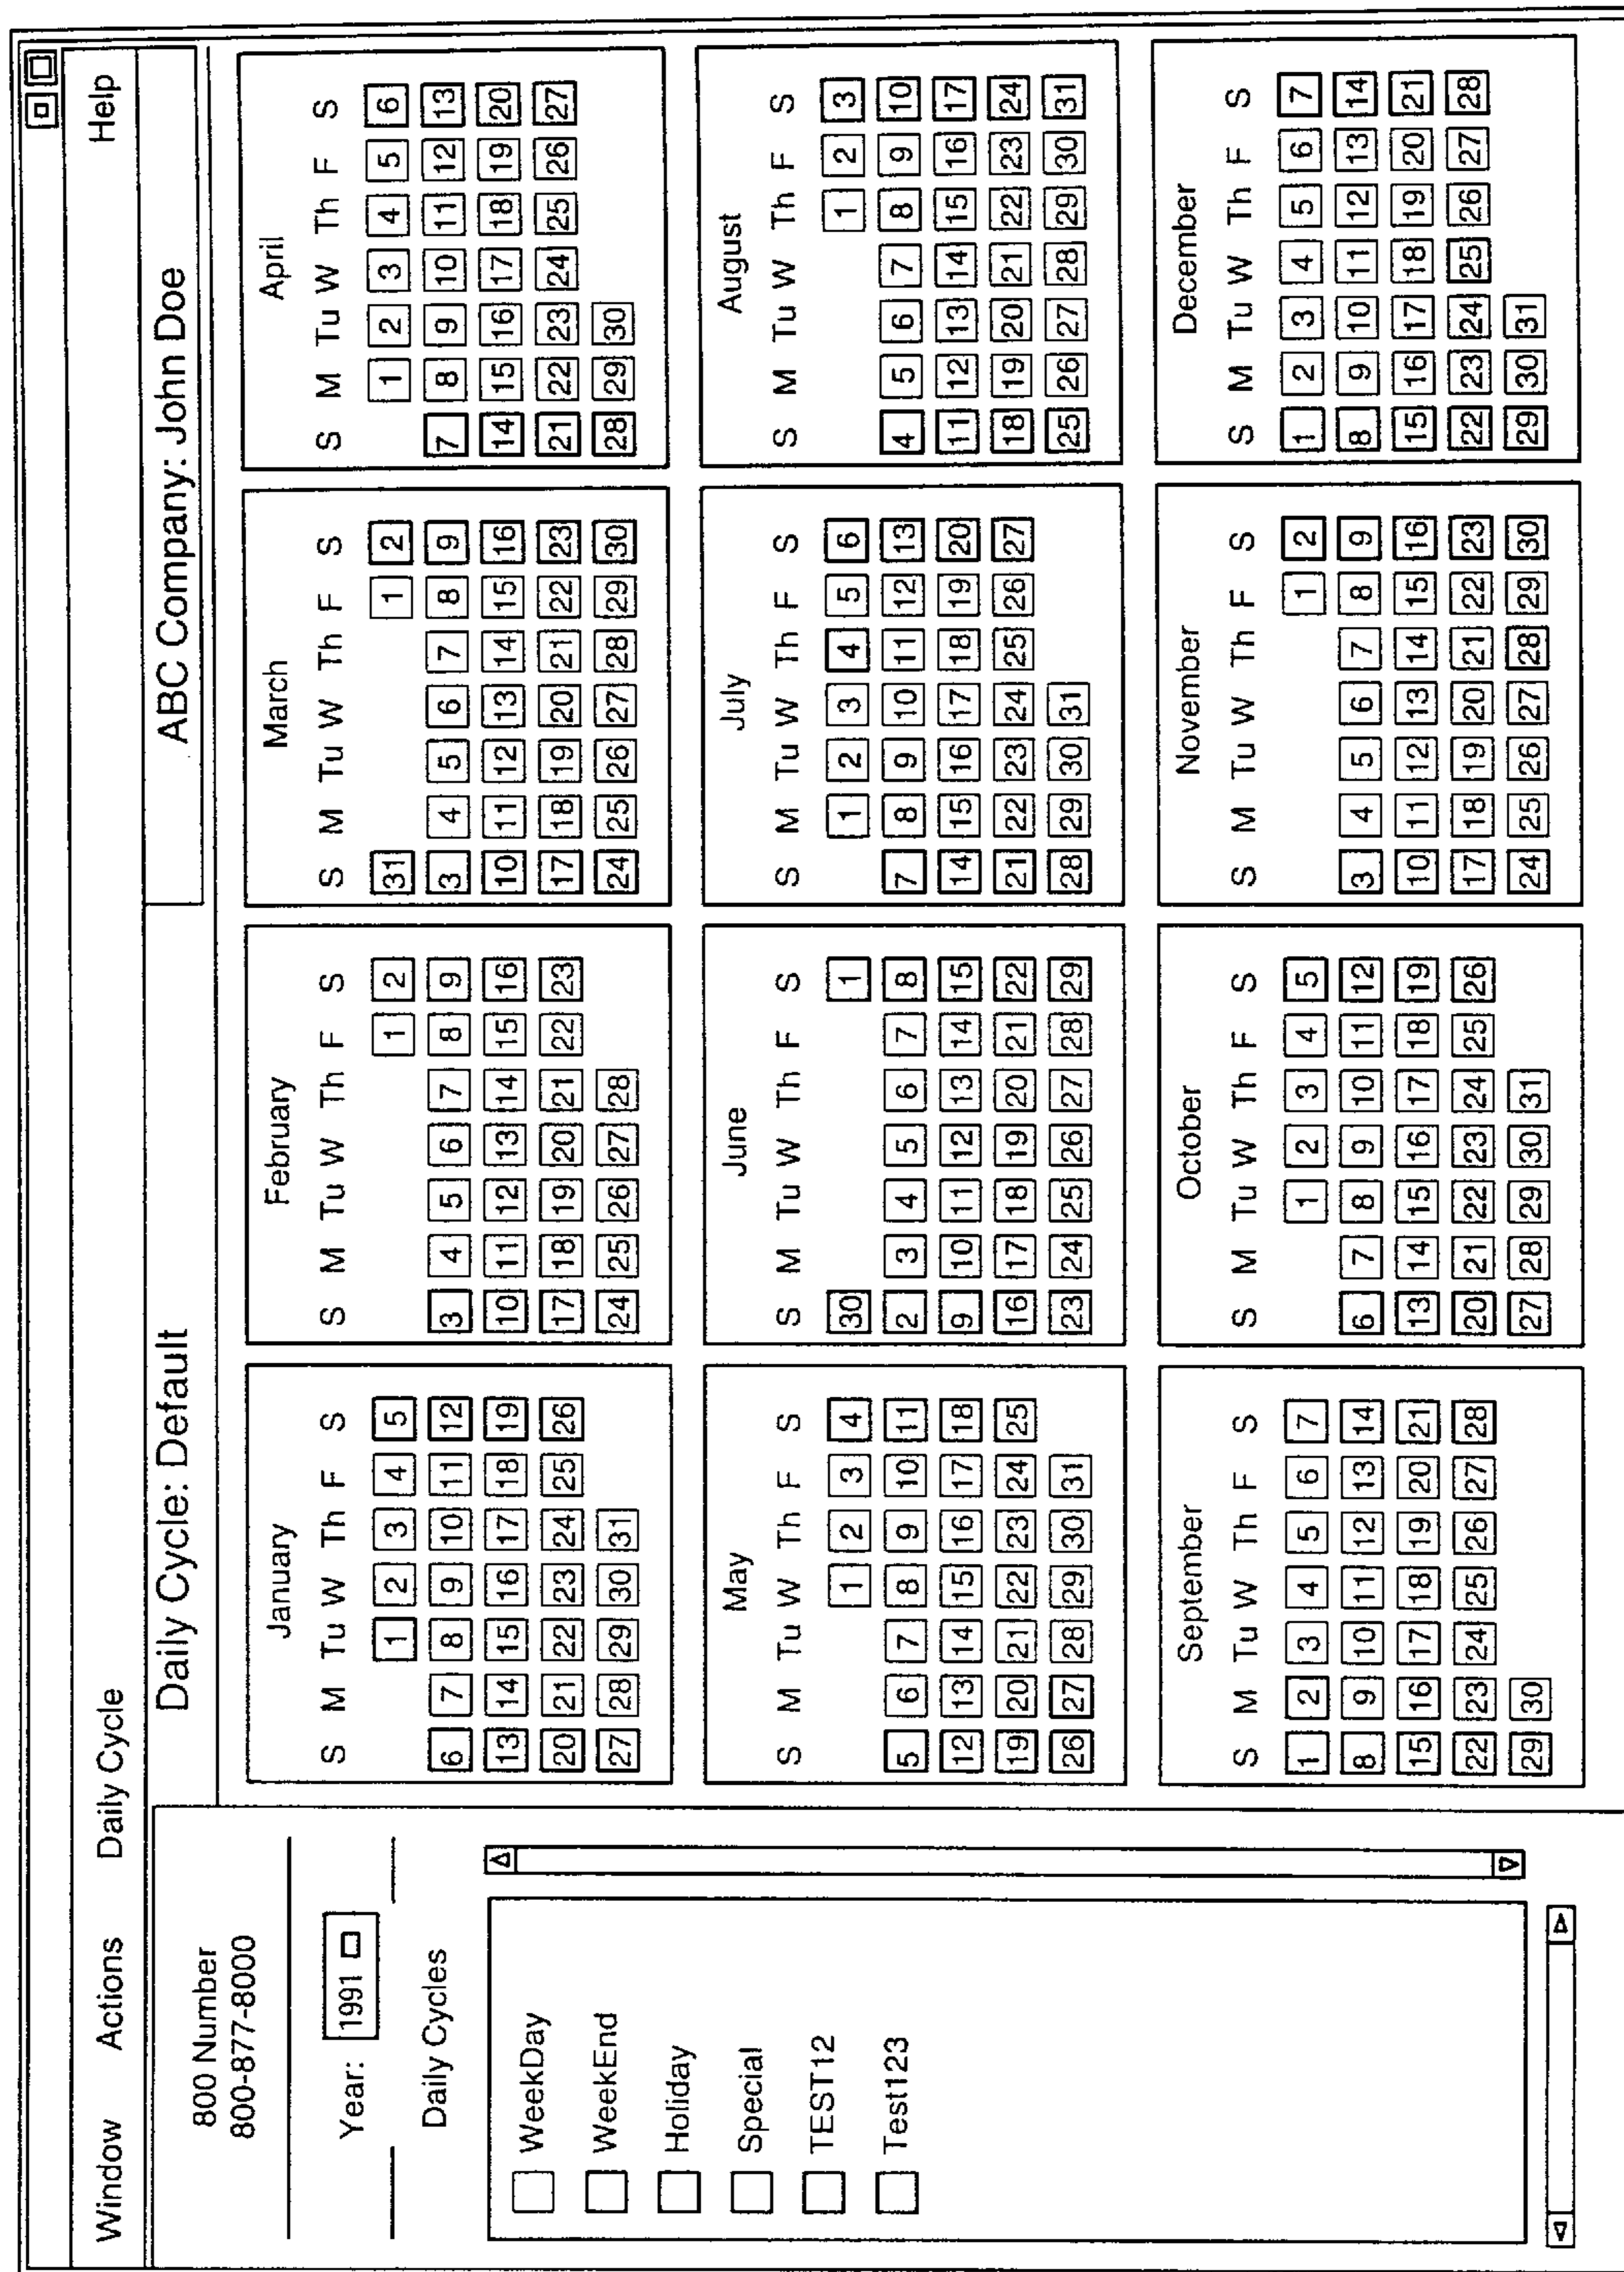 Window Actions Daily Cycle Help
800 Number
800-877-8000
Year: 1991
Daily Cycles
WeekDay
WeekEnd
Holiday
Special
TEST12
Test123
Daily Cycle: Default
ABC Company: John Doe
January
S M Tu W Th F S
1 2 3 4 5
6 7 8 9 10 11 12
13 14 15 16 17 18 19
20 21 22 23 24 25 26
27 28 29 30 31
February
S M Tu W Th F S
1 2
3 4 5 6 7 8 9
10 11 12 13 14 15 16
17 18 19 20 21 22 23
24 25 26 27 28
March
S M Tu W Th F S
31 1 2
3 4 5 6 7 8 9
10 11 12 13 14 15 16
17 18 19 20 21 22 23
24 25 26 27 28 29 30
April
S M Tu W Th F S
1 2 3 4 5 6
7 8 9 10 11 12 13
14 15 16 17 18 19 20
21 22 23 24 25 26 27
28 29 30
May
S M Tu W Th F S
1 2 3 4
5 6 7 8 9 10 11
12 13 14 15 16 17 18
19 20 21 22 23 24 25
26 27 28 29 30 31
June
S M Tu W Th F S
30 1
2 3 4 5 6 7 8
9 10 11 12 13 14 15
16 17 18 19 20 21 22
23 24 25 26 27 28 29
July
S M Tu W Th F S
1 2 3 4 5 6
7 8 9 10 11 12 13
14 15 16 17 18 19 20
21 22 23 24 25 26 27
28 29 30 31
August
S M Tu W Th F S
1 2 3
4 5 6 7 8 9 10
11 12 13 14 15 16 17
18 19 20 21 22 23 24
25 26 27 28 29 30 31
September
S M Tu W Th F S
1 2 3 4 5 6 7
8 9 10 11 12 13 14
15 16 17 18 19 20 21
22 23 24 25 26 27 28
29 30
October
S M Tu W Th F S
1 2 3 4 5
6 7 8 9 10 11 12
13 14 15 16 17 18 19
20 21 22 23 24 25 26
27 28 29 30 31
November
S M Tu W Th F S
1 2
3 4 5 6 7 8 9
10 11 12 13 14 15 16
17 18 19 20 21 22 23
24 25 26 27 28 29 30
December
S M Tu W Th F S
1 2 3 4 5 6 7
8 9 10 11 12 13 14
15 16 17 18 19 20 21
22 23 24 25 26 27 28
29 30 31